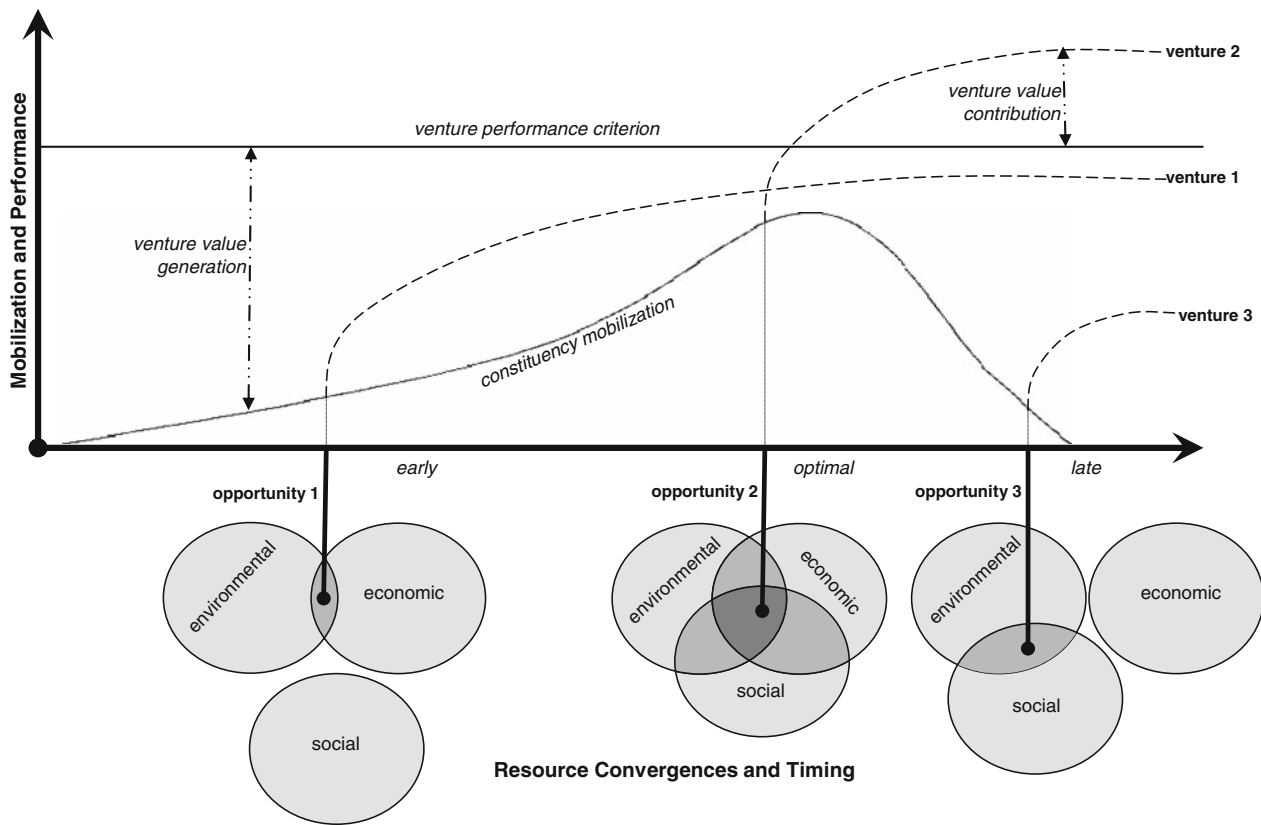 Mobilization and Performance
venture 2
venture value
contribution
venture performance criterion
venture 1
venture value
generation
constituency mobilization
venture 3
early
optimal
late
opportunity 1
opportunity 2
opportunity 3
environmental
economic
social
environmental
economic
social
environmental
economic
social
Resource Convergences and Timing